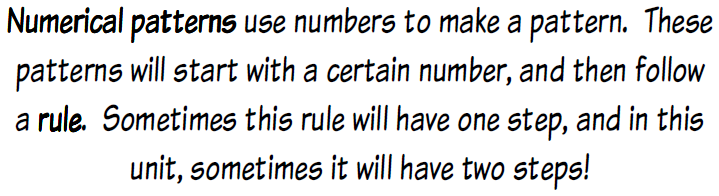 Numerical patterns use numbers to make a pattern.  These
patterns will start with a certain number, and then follow
a rule.  Sometimes this rule will have one step, and in this
unit, sometimes it will have two steps!